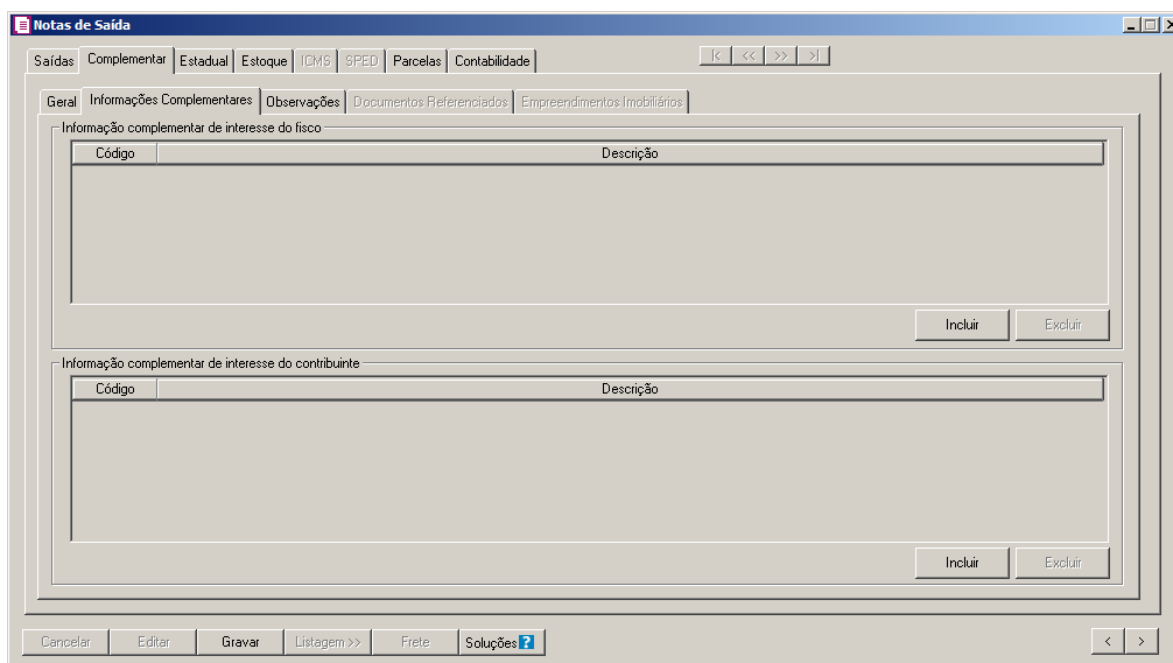 Notas de Saída
Saídas Complementar Estadual Estoque ICMS SPED Parcelas Contabilidade |< << >> >|
Geral Informações Complementares Observações Documentos Referenciados Empreendimentos Imobiliários
Informação complementar de interesse do fisco
Código Descrição
Incluir Excluir
Informação complementar de interesse do contribuinte
Código Descrição
Incluir Excluir
Cancelar Editar Gravar Listagem >> Frete Soluções ? < >